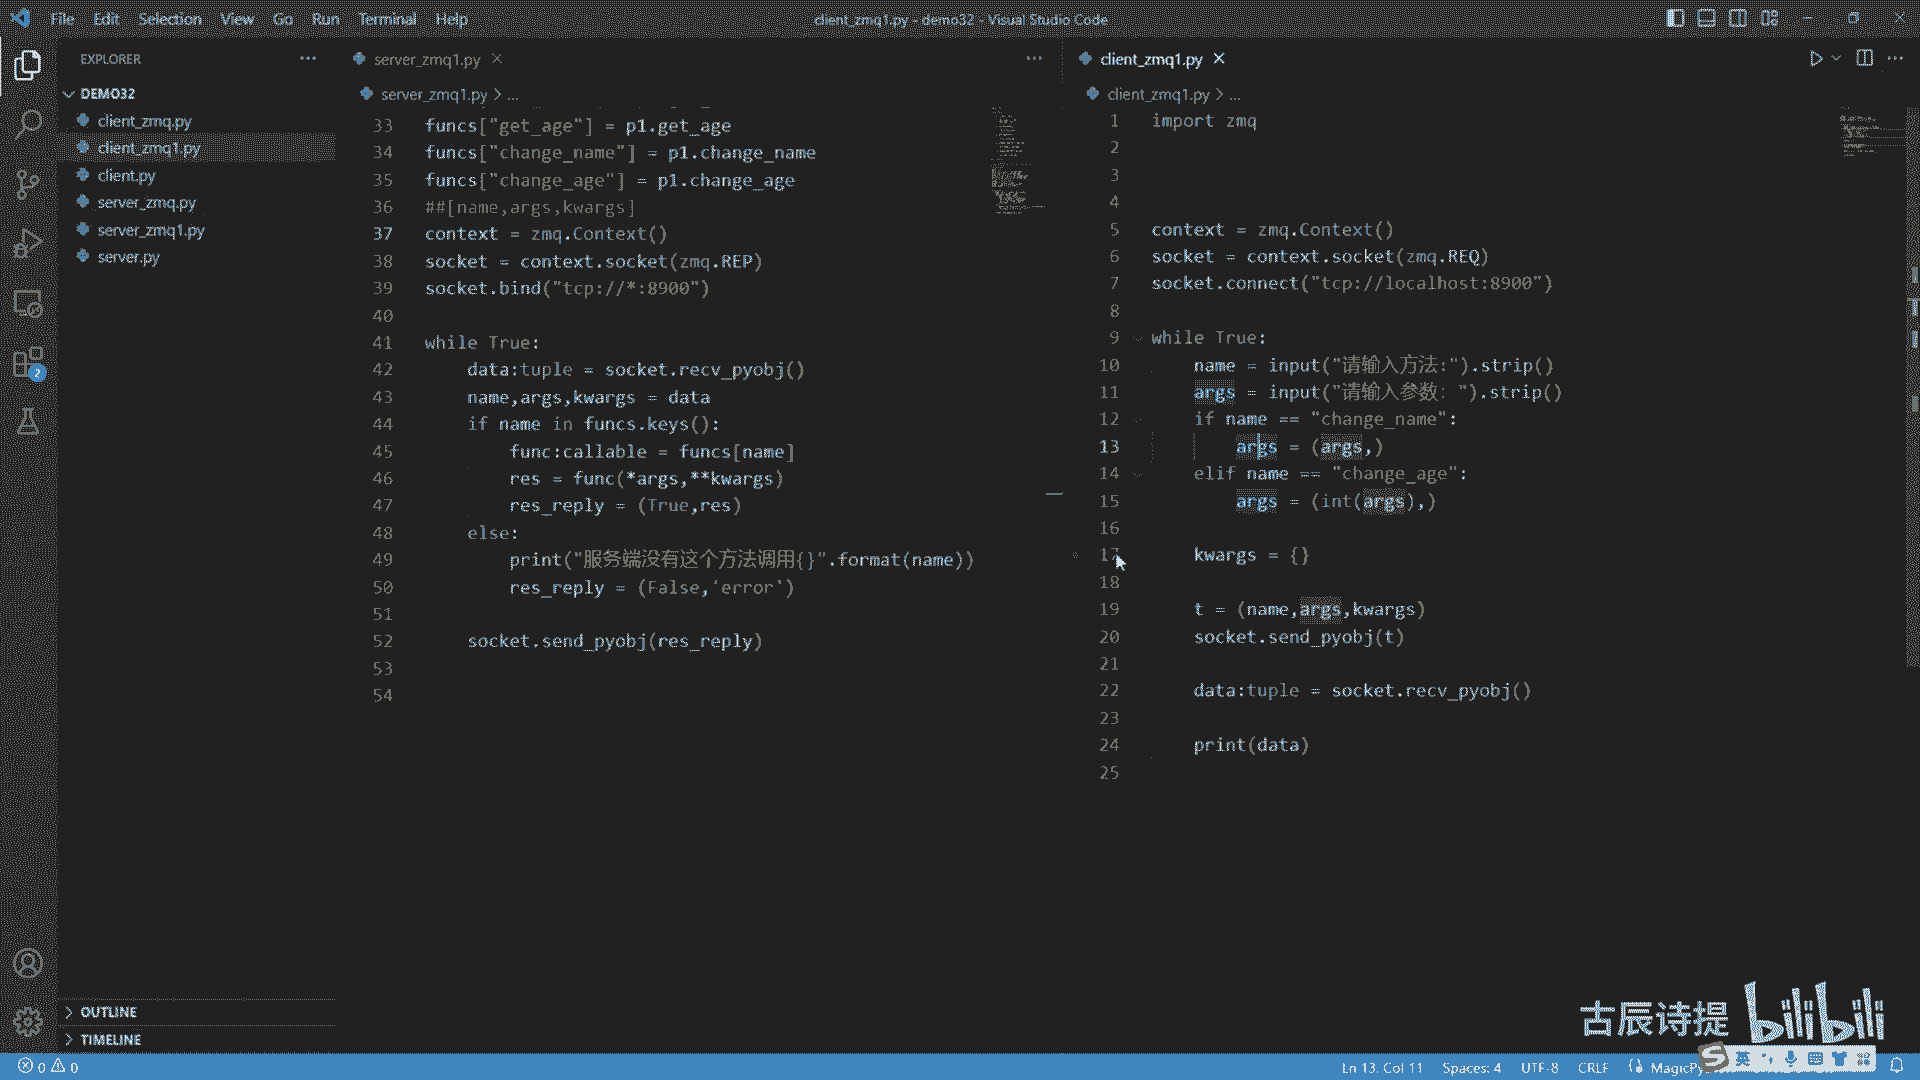 File Edit Selection View Go Run Terminal Help
client_zmq1.py - demo32 - Visual Studio Code
EXPLORER
DEMO32
client_zmq.py
client_zmq1.py
client.py
server_zmq.py
server_zmq1.py
server.py
OUTLINE
TIMELINE
server_zmq1.py
server_zmq1.py > ...
33 funcs["get_age"] = p1.get_age
34 funcs["change_name"] = p1.change_name
35 funcs["change_age"] = p1.change_age
36 ##[name,args,kwargs]
37 context = zmq.Context()
38 socket = context.socket(zmq.REP)
39 socket.bind("tcp://*:8900")
40
41 while True:
42 data:tuple = socket.recv_pyobj()
43 name,args,kwargs = data
44 if name in funcs.keys():
45 func:callable = funcs[name]
46 res = func(*args,**kwargs)
47 res_reply = (True,res)
48 else:
49 print("服务端没有这个方法调用{}".format(name))
50 res_reply = (False,'error')
51
52 socket.send_pyobj(res_reply)
53
54
client_zmq1.py
client_zmq1.py > ...
1 import zmq
2
3
4
5 context = zmq.Context()
6 socket = context.socket(zmq.REQ)
7 socket.connect("tcp://localhost:8900")
8
9 while True:
10 name = input("请输入方法:").strip()
11 args = input("请输入参数：").strip()
12 if name == "change_name":
13 args = (args,)
14 elif name == "change_age":
15 args = (int(args),)
16
17 kwargs = {}
18
19 t = (name,args,kwargs)
20 socket.send_pyobj(t)
21
22 data:tuple = socket.recv_pyobj()
23
24 print(data)
25
2
古辰诗提 bilibili
0 0
Ln 13, Col 11 Spaces: 4 UTF-8 CRLF
英